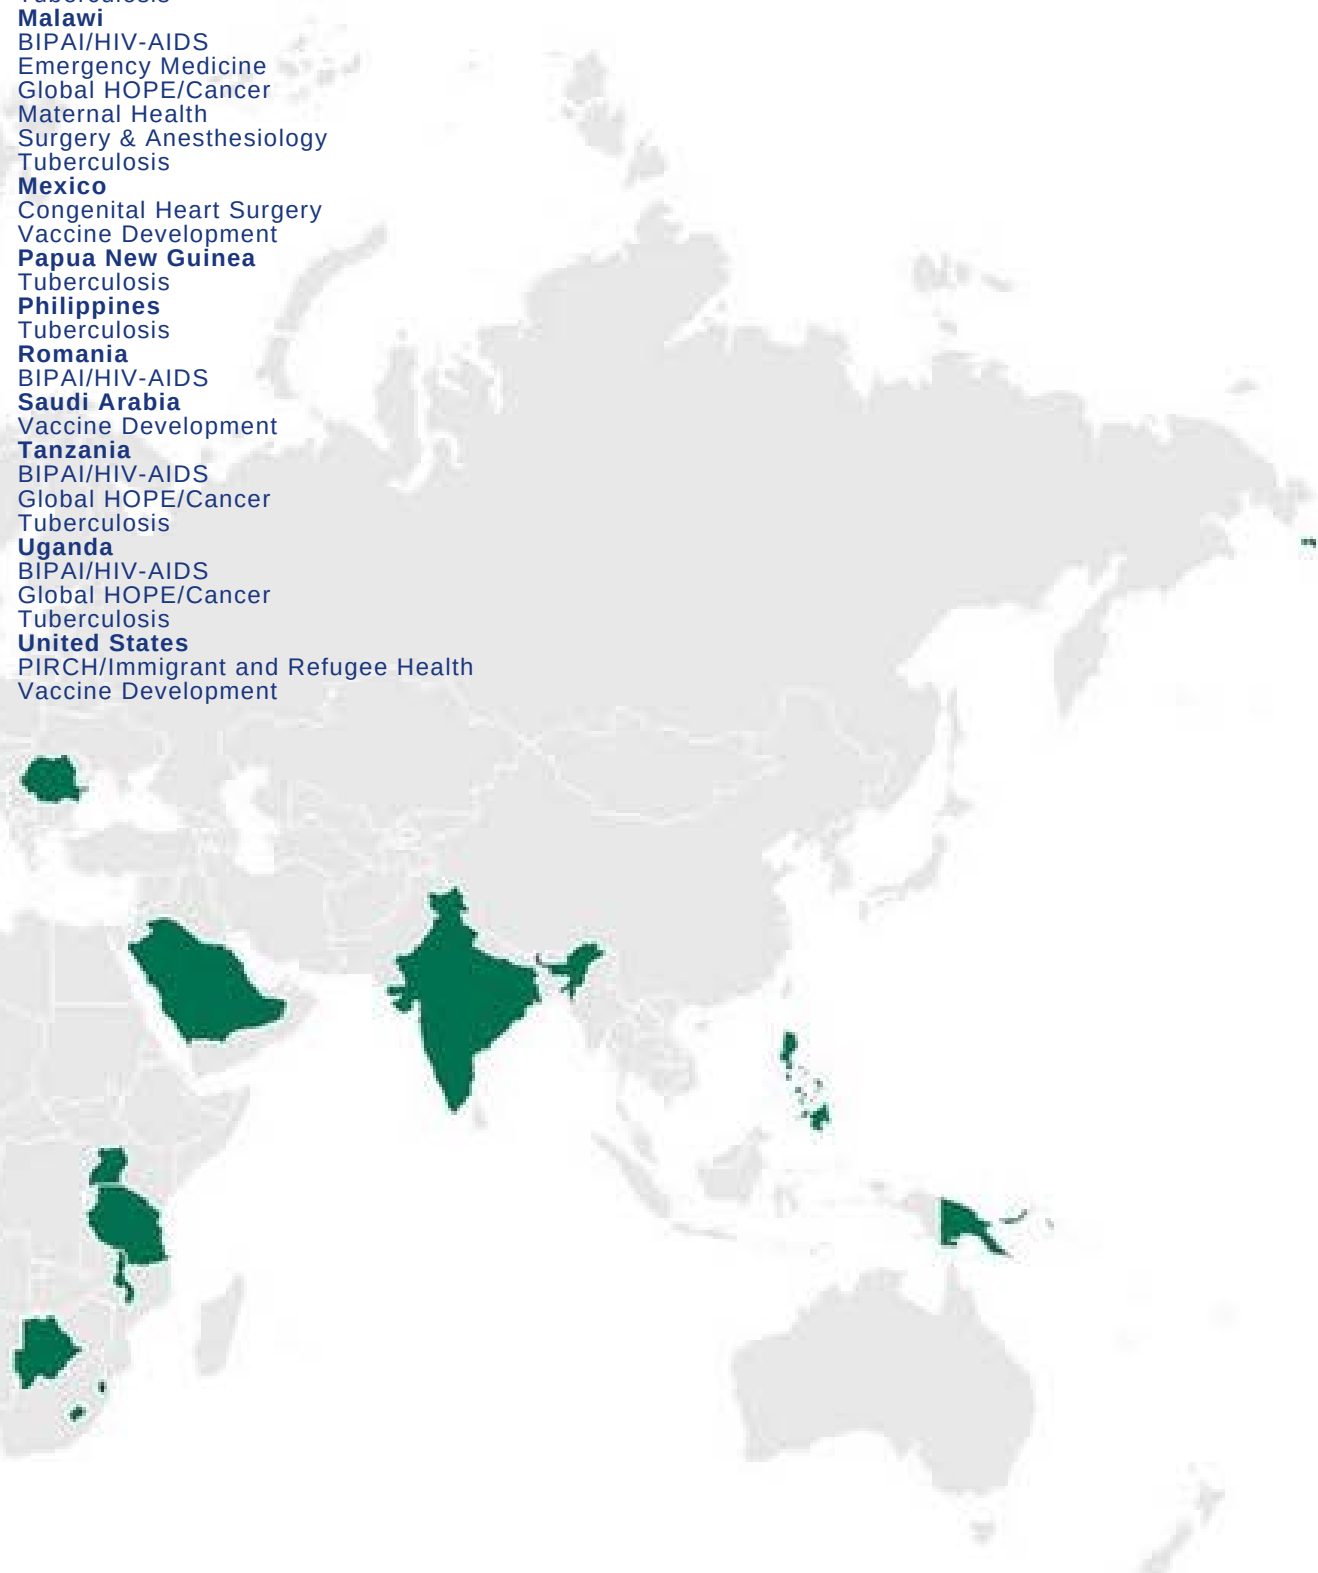 Tuberculosis
Malawi
BIPAI/HIV-AIDS
Emergency Medicine
Global HOPE/Cancer
Maternal Health
Surgery & Anesthesiology
Tuberculosis
Mexico
Congenital Heart Surgery
Vaccine Development
Papua New Guinea
Tuberculosis
Philippines
Tuberculosis
Romania
BIPAI/HIV-AIDS
Saudi Arabia
Vaccine Development
Tanzania
BIPAI/HIV-AIDS
Global HOPE/Cancer
Tuberculosis
Uganda
BIPAI/HIV-AIDS
Global HOPE/Cancer
Tuberculosis
United States
PIRCH/Immigrant and Refugee Health
Vaccine Development